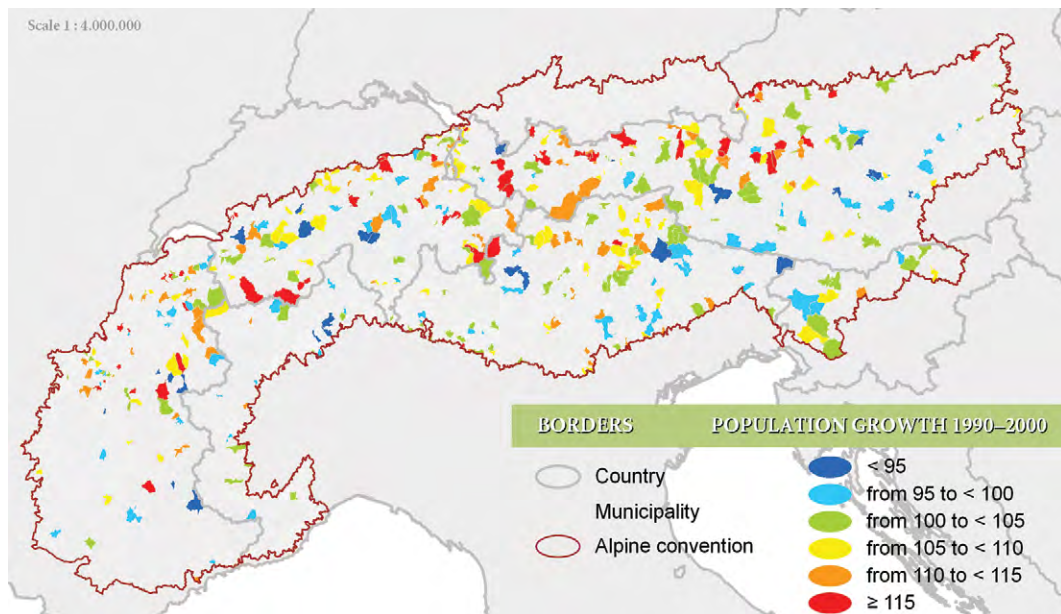 Scale 1 : 4.000.000
BORDERS
Country
Municipality
Alpine convention
POPULATION GROWTH 1990–2000
< 95
from 95 to < 100
from 100 to < 105
from 105 to < 110
from 110 to < 115
≥ 115